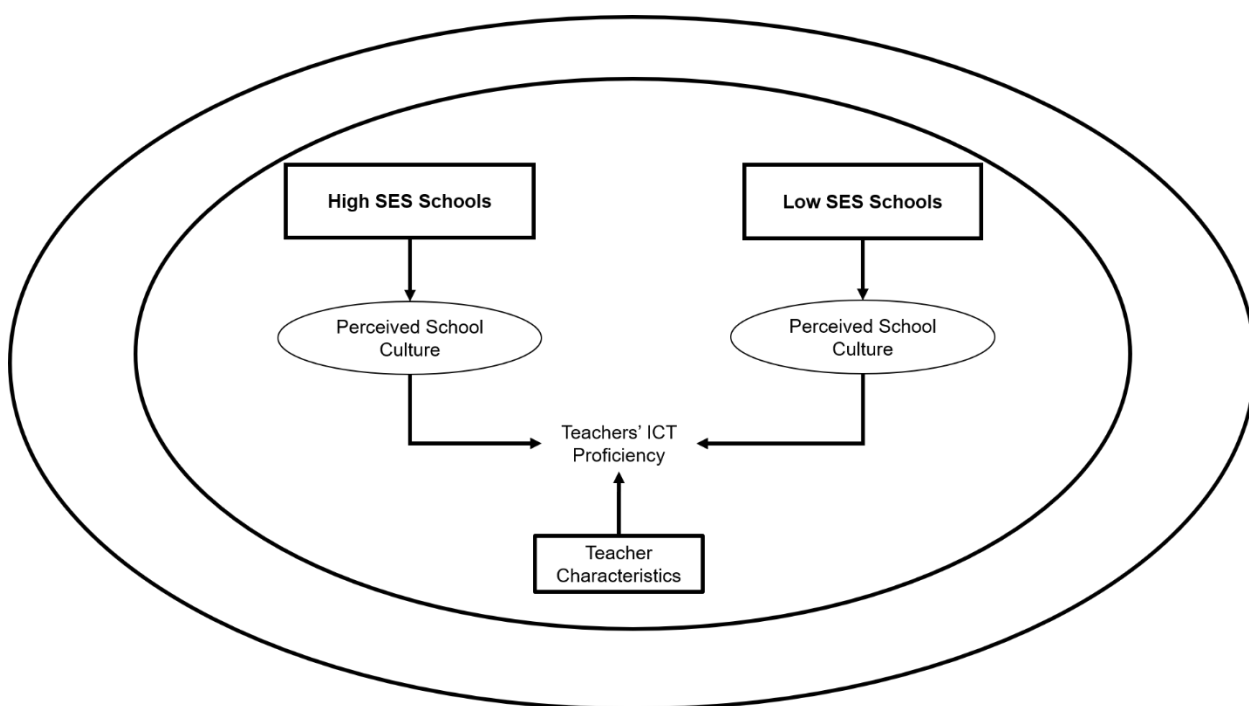 High SES Schools
Low SES Schools
Perceived School
Culture
Perceived School
Culture
Teachers’ ICT
Proficiency
Teacher
Characteristics